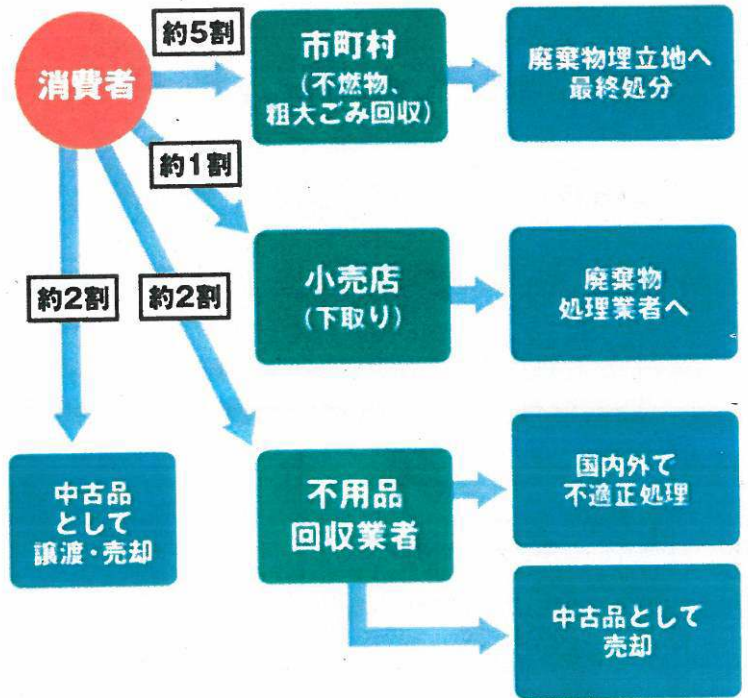 消費者
約5割
市町村
(不燃物、
粗大ごみ回収)
廃棄物埋立地へ
最終処分
約1割
小売店
(下取り)
廃棄物
処理業者へ
約2割
約2割
中古品
として
譲渡・売却
不用品
回収業者
国内外で
不適正処理
中古品として
売却